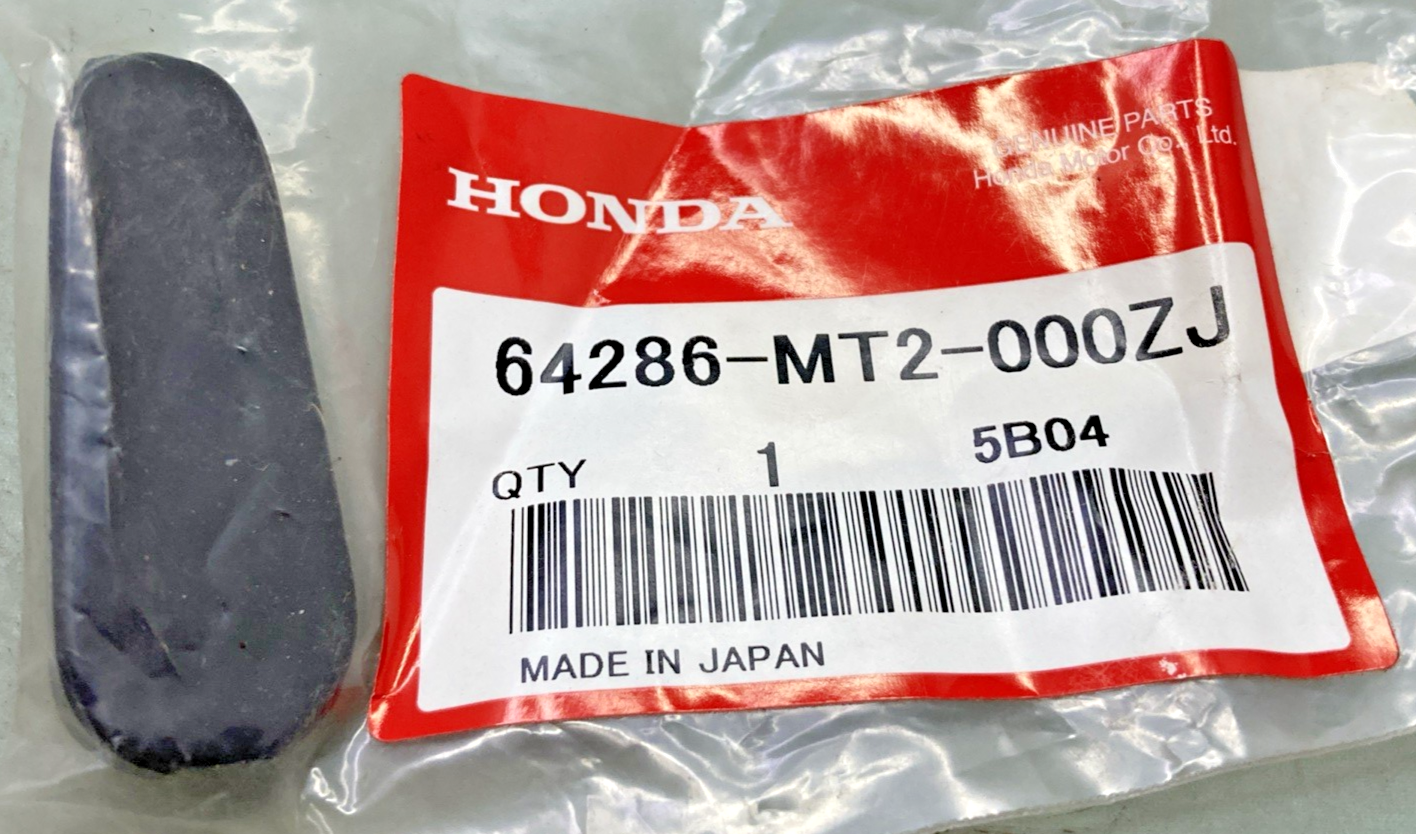 HONDA
GENUINE PARTS
Honda Motor Co., Ltd.
64286-MT2-000ZJ
QTY 1 5B04
MADE IN JAPAN